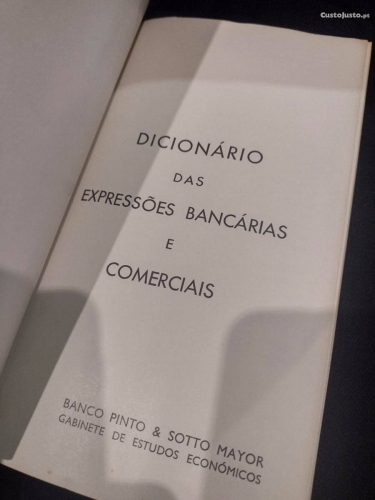 CustoJusto.pt
DICIONÁRIO
DAS
EXPRESSÕES BANCÁRIAS
E
COMERCIAIS
BANCO PINTO & SOTTO MAYOR
GABINETE DE ESTUDOS ECONÓMICOS